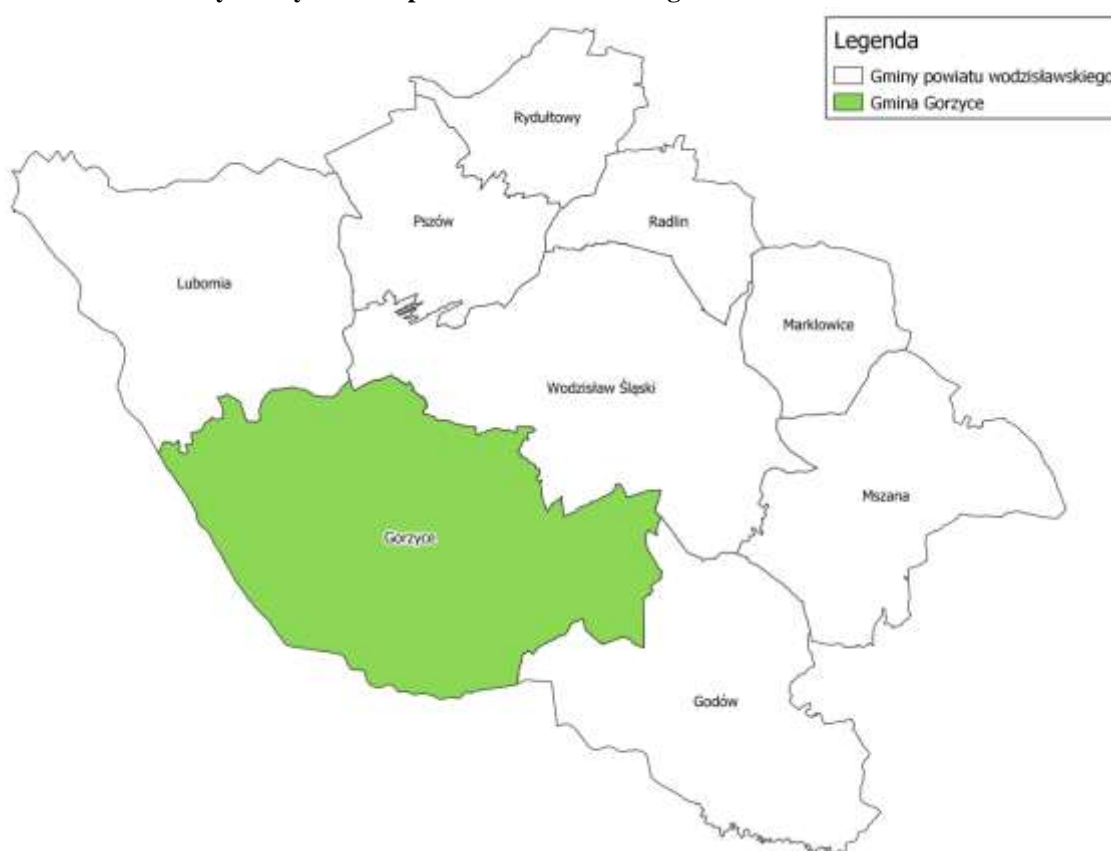 Legenda
Gminy powiatu wodzisławskiego
Gmina Gorzyce
Rydułtowy
Pszów
Radlin
Lubomia
Marklowice
Wodzisław Śląski
Mszana
Gorzyce
Godów